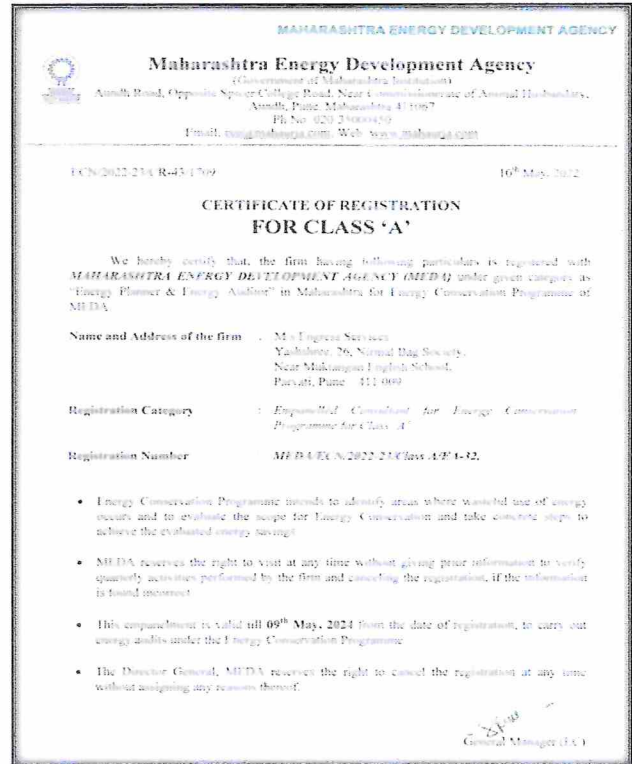 MAHARASHTRA ENERGY DEVELOPMENT AGENCY
Maharashtra Energy Development Agency
(Government of Maharashtra Institution)
Aundh Road, Opposite Spicer College Road, Near Commissionerate of Animal Husbandary,
Aundh, Pune, Maharashtra 411067
Ph No: 020-35000450
Email: Web: www.mahaurja.com
ECN/2022-23/CR-43/1709 16th May, 2022
CERTIFICATE OF REGISTRATION
FOR CLASS ‘A’
We hereby certify that, the firm having following particulars is registered with
MAHARASHTRA ENERGY DEVELOPMENT AGENCY (MEDA) under given category as
“Energy Planner & Energy Auditor” in Maharashtra for Energy Conservation Programme of
MEDA
Name and Address of the firm : M/s Engress Services
Yashshree, 26, Nirmal Bag Society,
Near Muktangan English School,
Parvati, Pune 411 009
Registration Category : Empanelled Consultant for Energy Conservation
Programme for Class ‘A’
Registration Number MEDA/ECN/2022-23/Class A/EA-32.
• Energy Conservation Programme intends to identify areas where wasteful use of energy
occurs and to evaluate the scope for Energy Conservation and take concrete steps to
achieve the evaluated energy savings
• MEDA reserves the right to visit at any time without giving prior information to verify
quarterly activities performed by the firm and canceling the registration, if the information
is found incorrect
• This empanelment is valid till 09th May, 2024 from the date of registration, to carry out
energy audits under the Energy Conservation Programme
• The Director General, MEDA reserves the right to cancel the registration at any time
without assigning any reasons thereof.
General Manager (EC)